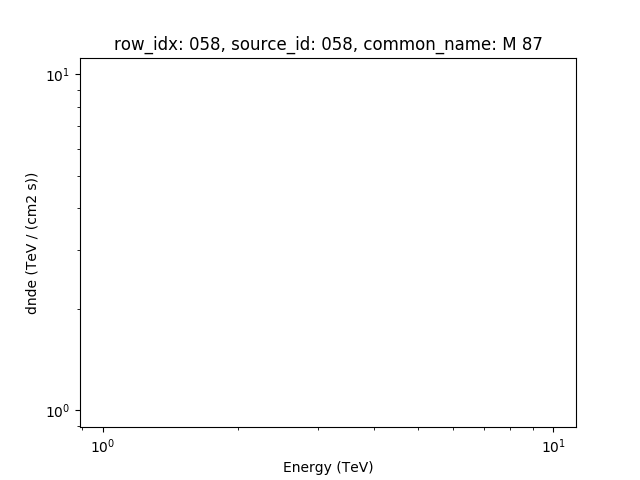 row_idx: 058, source_id: 058, common_name: M 87
10¹
dnde (TeV / (cm2 s))
10⁰
10⁰
10¹
Energy (TeV)